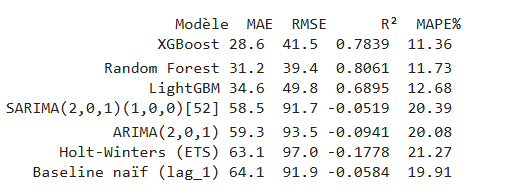 Modèle MAE RMSE R² MAPE%
XGBoost 28.6 41.5 0.7839 11.36
Random Forest 31.2 39.4 0.8061 11.73
LightGBM 34.6 49.8 0.6895 12.68
SARIMA(2,0,1)(1,0,0)[52] 58.5 91.7 -0.0519 20.39
ARIMA(2,0,1) 59.3 93.5 -0.0941 20.08
Holt-Winters (ETS) 63.1 97.0 -0.1778 21.27
Baseline naïf (lag_1) 64.1 91.9 -0.0584 19.91